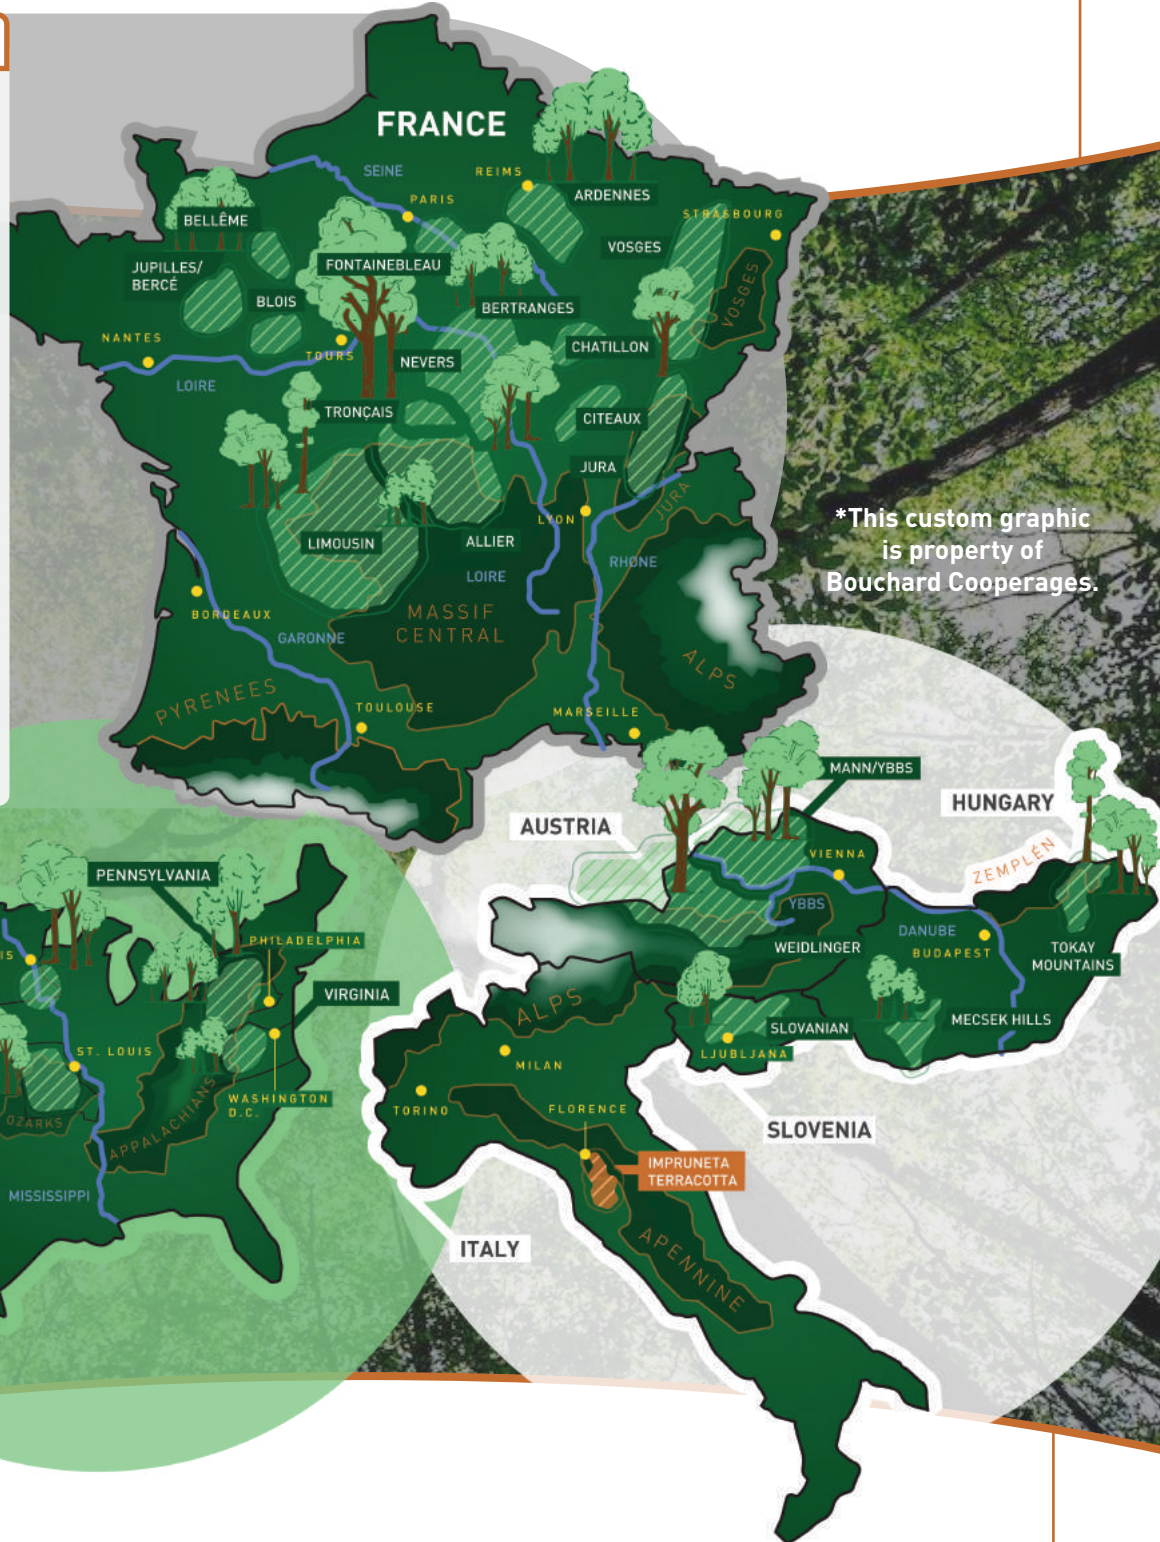 FRANCE
SEINE
REIMS
ARDENNES
PARIS
STRASBOURG
BELLÊME
VOSGES
JUPILLES/
BERCÉ
FONTAINEBLEAU
VOSGES
BLOIS
BERTRANGES
NANTES
TOURS
NEVERS
CHATILLON
LOIRE
TRONÇAIS
CITEAUX
JURA
JURA
LYON
LIMOUSIN
ALLIER
LOIRE
RHONE
MASSIF
CENTRAL
BORDEAUX
GARONNE
ALPS
PYRENEES
TOULOUSE
MARSEILLE
*This custom graphic
is property of
Bouchard Cooperages.
MANN/YBBS
HUNGARY
AUSTRIA
VIENNA
ZEMPLÉN
YBBS
DANUBE
WEIDLINGER
BUDAPEST
TOKAY
MOUNTAINS
ALPS
SLOVANIAN
MECSEK HILLS
LJUBLJANA
MILAN
TORINO
FLORENCE
SLOVENIA
IMPRUNETA
TERRACOTTA
APENNINE
ITALY
PENNSYLVANIA
PHILADELPHIA
IS
VIRGINIA
ST. LOUIS
WASHINGTON
D.C.
OZARKS
APPALACHIANS
MISSISSIPPI